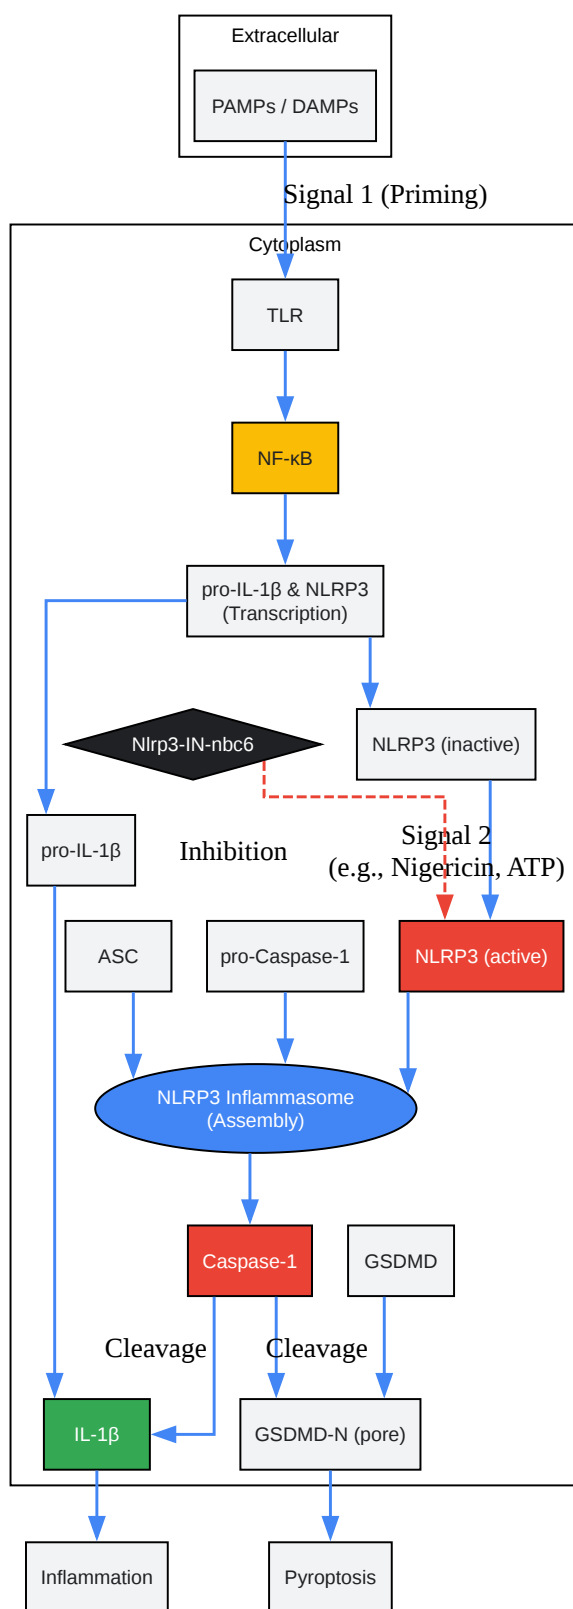 Extracellular
PAMPs / DAMPs
Signal 1 (Priming)
Cytoplasm
TLR
NF-κB
pro-IL-1β & NLRP3
(Transcription)
Nlrp3-IN-nbc6
NLRP3 (inactive)
pro-IL-1β
Inhibition
Signal 2
(e.g., Nigericin, ATP)
ASC
pro-Caspase-1
NLRP3 (active)
NLRP3 Inflammasome
(Assembly)
Caspase-1
GSDMD
Cleavage
Cleavage
IL-1β
GSDMD-N (pore)
Inflammation
Pyroptosis